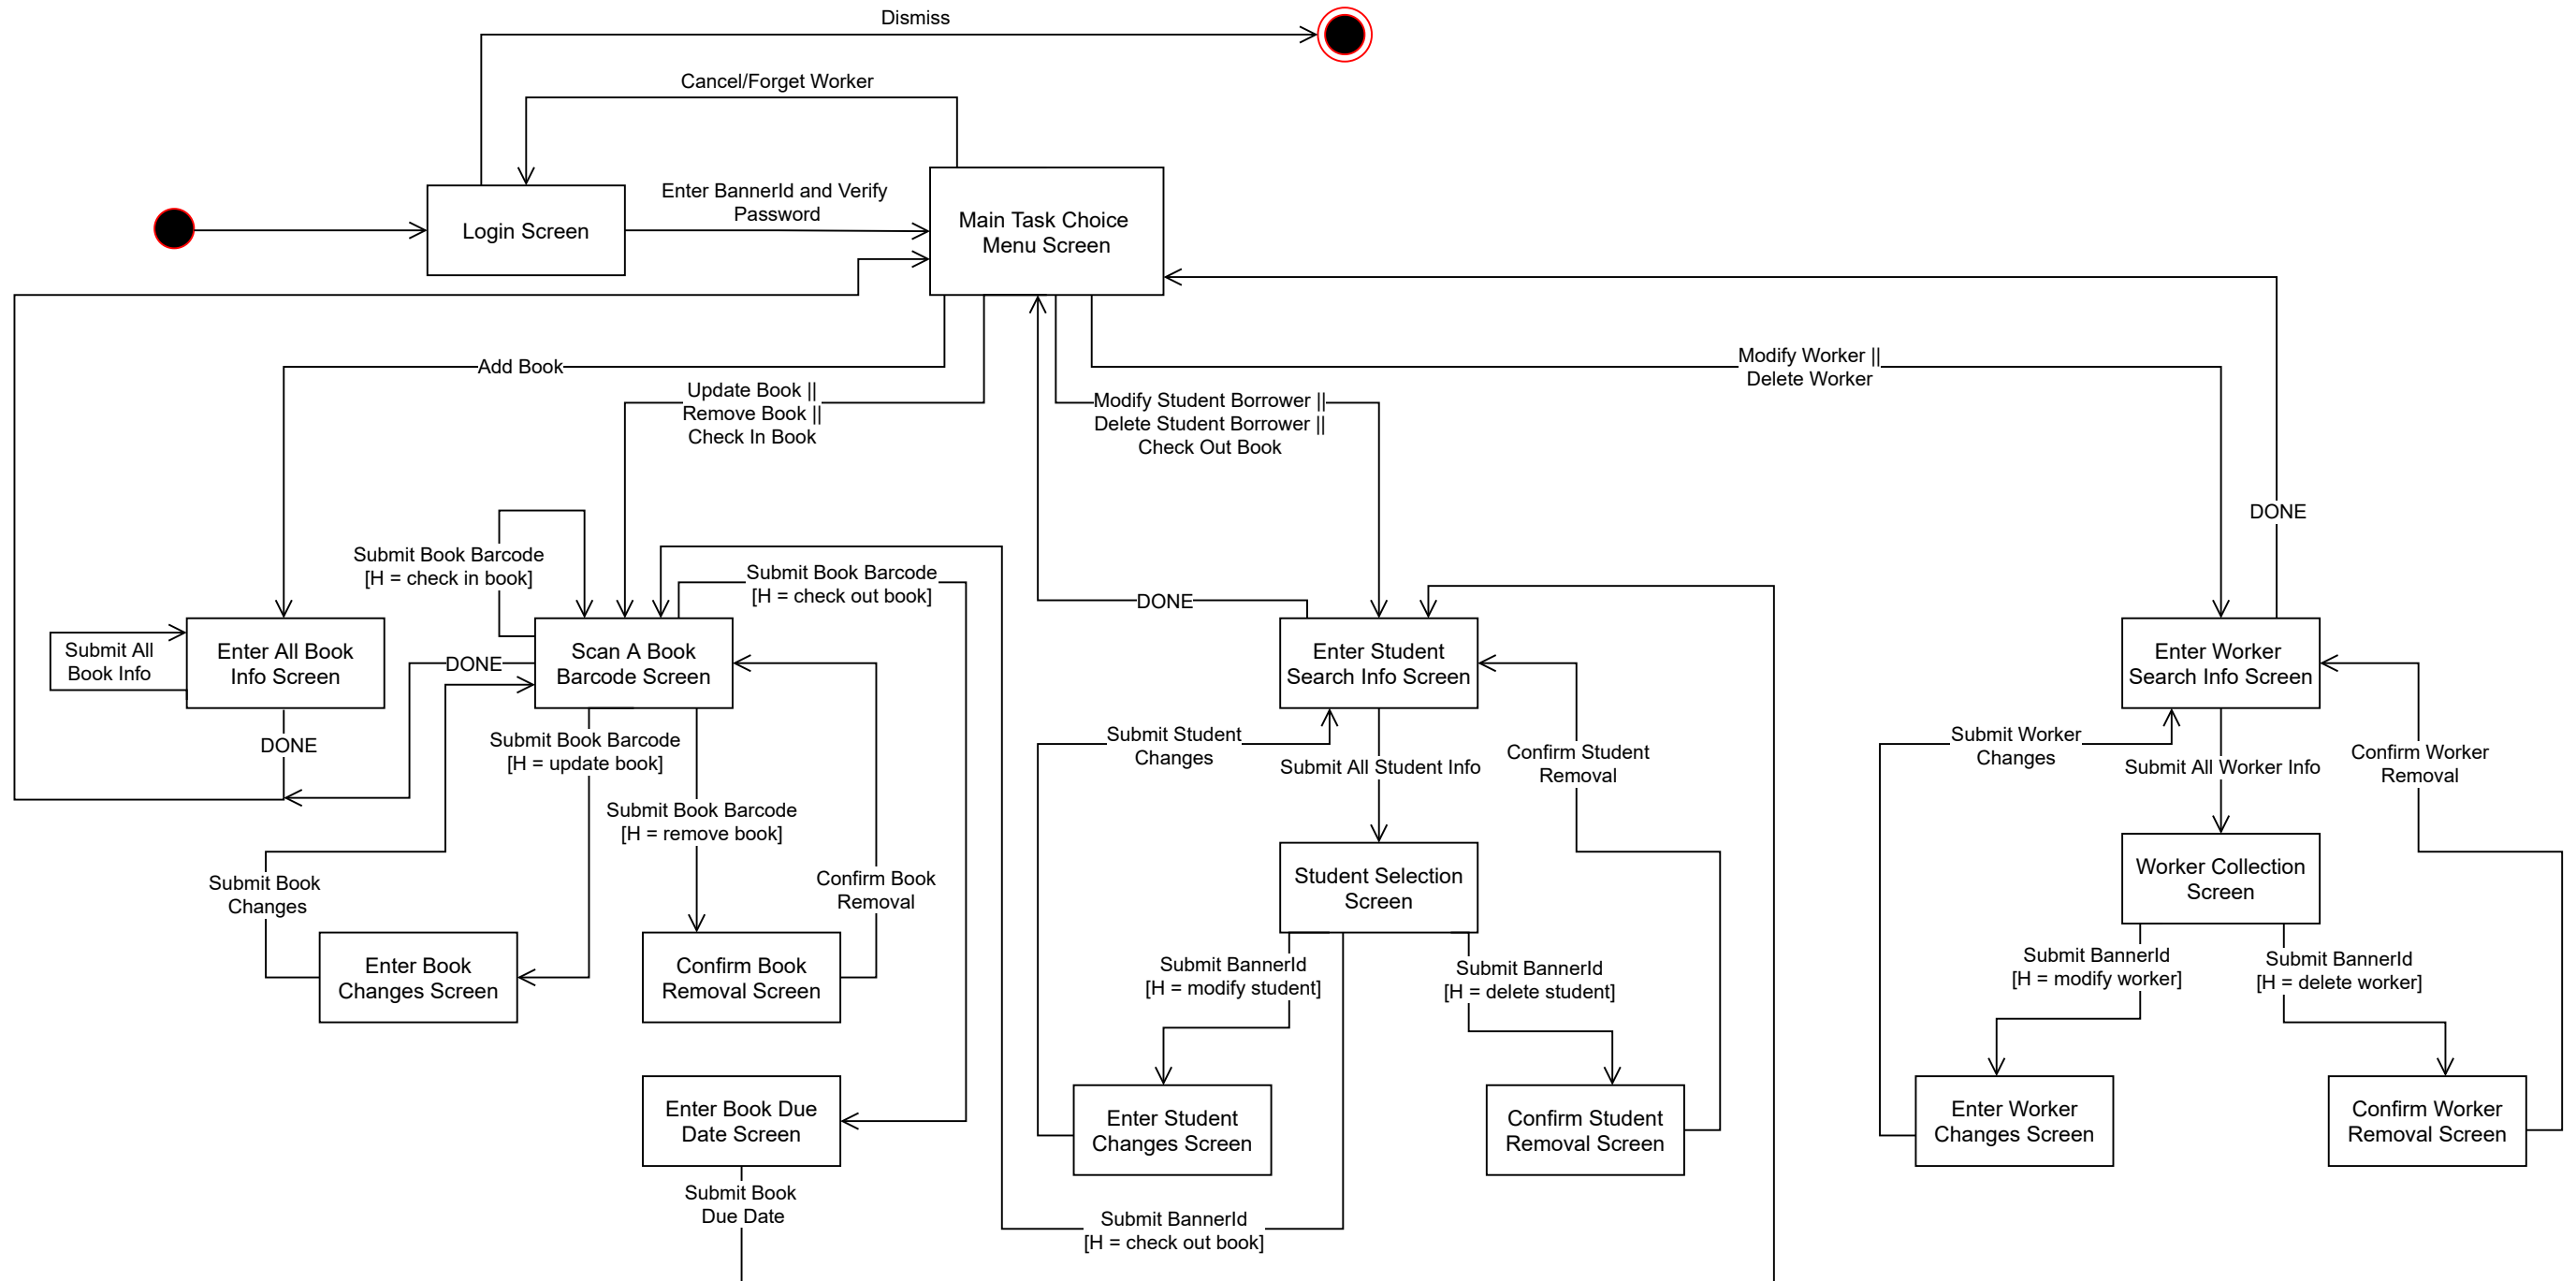 Dismiss
Cancel/Forget Worker
Enter BannerId and Verify
Password
Login Screen
Main Task Choice
Menu Screen
Add Book
Update Book ||
Remove Book ||
Check In Book
Modify Student Borrower ||
Delete Student Borrower ||
Check Out Book
Modify Worker ||
Delete Worker
DONE
Submit Book Barcode
[H = check in book]
Submit Book Barcode
[H = check out book]
DONE
Submit All
Book Info
Enter All Book
Info Screen
DONE
Scan A Book
Barcode Screen
Enter Student
Search Info Screen
Enter Worker
Search Info Screen
DONE
Submit Book Barcode
[H = update book]
Submit Book Barcode
[H = remove book]
Submit Student
Changes
Submit All Student Info
Confirm Student
Removal
Submit Worker
Changes
Submit All Worker Info
Confirm Worker
Removal
Submit Book
Changes
Confirm Book
Removal
Student Selection
Screen
Worker Collection
Screen
Enter Book
Changes Screen
Confirm Book
Removal Screen
Submit BannerId
[H = modify student]
Submit BannerId
[H = delete student]
Submit BannerId
[H = modify worker]
Submit BannerId
[H = delete worker]
Enter Book Due
Date Screen
Enter Student
Changes Screen
Confirm Student
Removal Screen
Enter Worker
Changes Screen
Confirm Worker
Removal Screen
Submit Book
Due Date
Submit BannerId
[H = check out book]